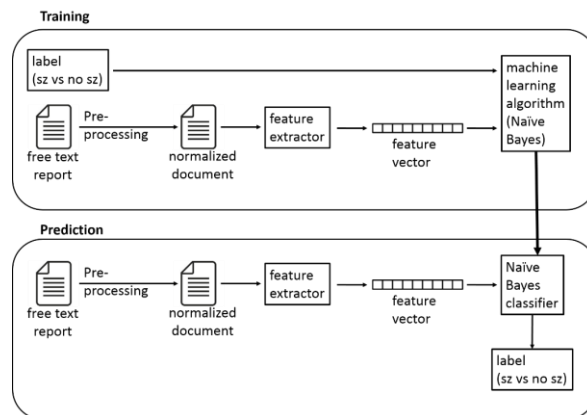 Training
label
(sz vs no sz)
machine
learning
algorithm
(Naïve
Bayes)
Pre-
processing
feature
extractor
free text
report
normalized
document
feature
vector
Prediction
Pre-
processing
feature
extractor
Naïve
Bayes
classifier
free text
report
normalized
document
feature
vector
label
(sz vs no sz)